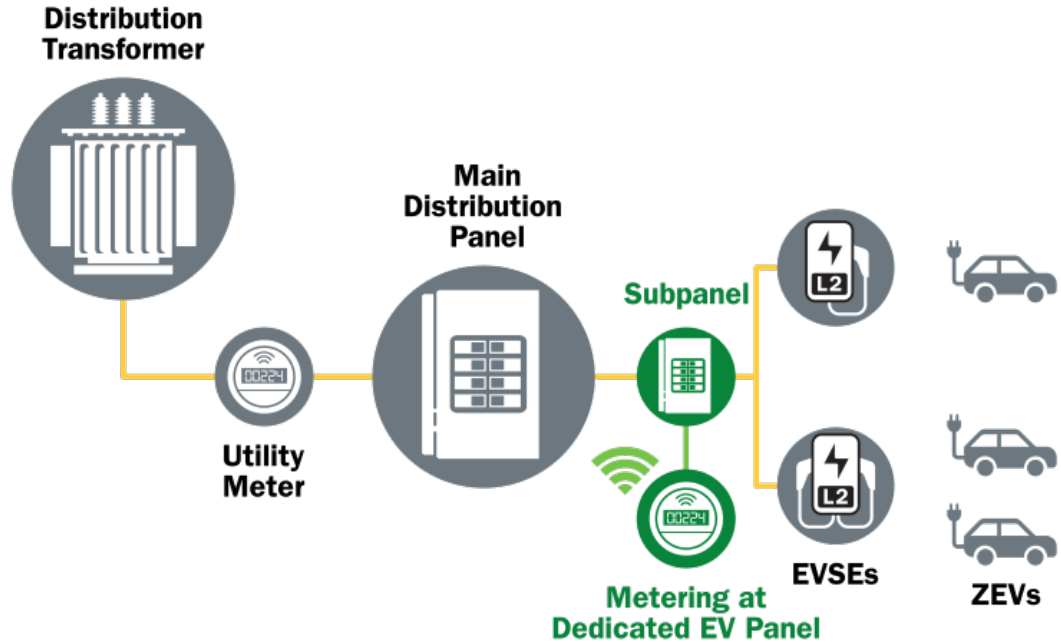 Distribution
Transformer
Main
Distribution
Panel
Subpanel
L2
00224
Utility
Meter
L2
00224
EVSEs
ZEVs
Metering at
Dedicated EV Panel